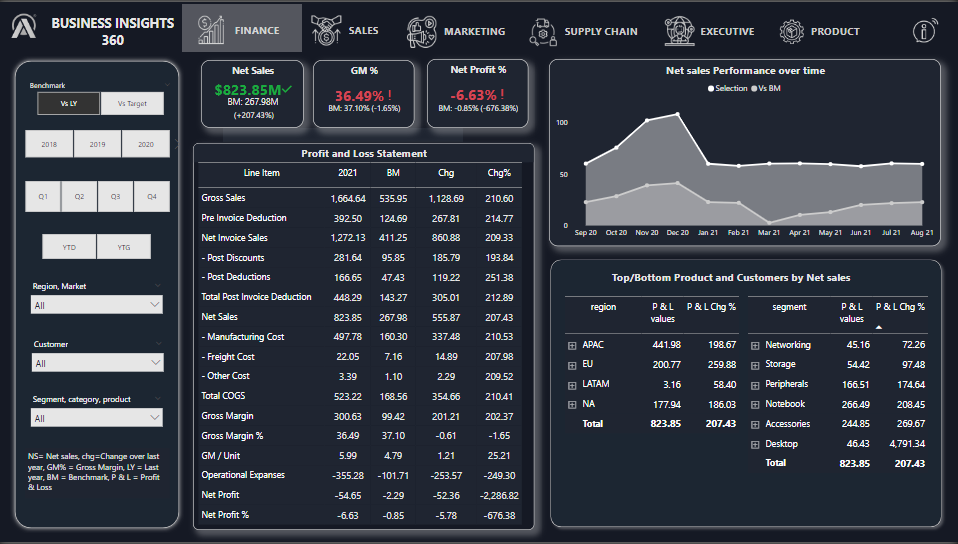 BUSINESS INSIGHTS
360
FINANCE
SALES
MARKETING
SUPPLY CHAIN
EXECUTIVE
PRODUCT
Benchmark
Vs LY Vs Target
2018 2019 2020
Q1 Q2 Q3 Q4
YTD YTG
Region, Market
All
Customer
All
Segment, category, product
All
NS= Net sales, chg=Change over last
year, GM% = Gross Margin, LY = Last
year, BM = Benchmark, P & L = Profit
& Loss
Net Sales
$823.85M✓
BM: 267.98M
(+207.43%)
GM %
36.49% !
BM: 37.10% (-1.65%)
Net Profit %
-6.63% !
BM: -0.85% (-676.38%)
Profit and Loss Statement
Line Item 2021 BM Chg Chg%
Gross Sales 1,664.64 535.95 1,128.69 210.60
Pre Invoice Deduction 392.50 124.69 267.81 214.77
Net Invoice Sales 1,272.13 411.25 860.88 209.33
- Post Discounts 281.64 95.85 185.79 193.84
- Post Deductions 166.65 47.43 119.22 251.38
Total Post Invoice Deduction 448.29 143.27 305.01 212.89
Net Sales 823.85 267.98 555.87 207.43
- Manufacturing Cost 497.78 160.30 337.48 210.53
- Freight Cost 22.05 7.16 14.89 207.98
- Other Cost 3.39 1.10 2.29 209.52
Total COGS 523.22 168.56 354.66 210.41
Gross Margin 300.63 99.42 201.21 202.37
Gross Margin % 36.49 37.10 -0.61 -1.65
GM / Unit 5.99 4.79 1.21 25.21
Operational Expanses -355.28 -101.71 -253.57 -249.30
Net Profit -54.65 -2.29 -52.36 -2,286.82
Net Profit % -6.63 -0.85 -5.78 -676.38
Net sales Performance over time
Selection Vs BM
100
50
0
Sep 20 Oct 20 Nov 20 Dec 20 Jan 21 Feb 21 Mar 21 Apr 21 May 21 Jun 21 Jul 21 Aug 21
Top/Bottom Product and Customers by Net sales
region P & L values P & L Chg %
APAC 441.98 198.67
EU 200.77 259.88
LATAM 3.16 58.40
NA 177.94 186.03
Total 823.85 207.43
segment P & L values P & L Chg %
Networking 45.16 72.26
Storage 54.42 97.48
Peripherals 166.51 174.64
Notebook 266.49 208.45
Accessories 244.85 269.67
Desktop 46.43 4,791.34
Total 823.85 207.43